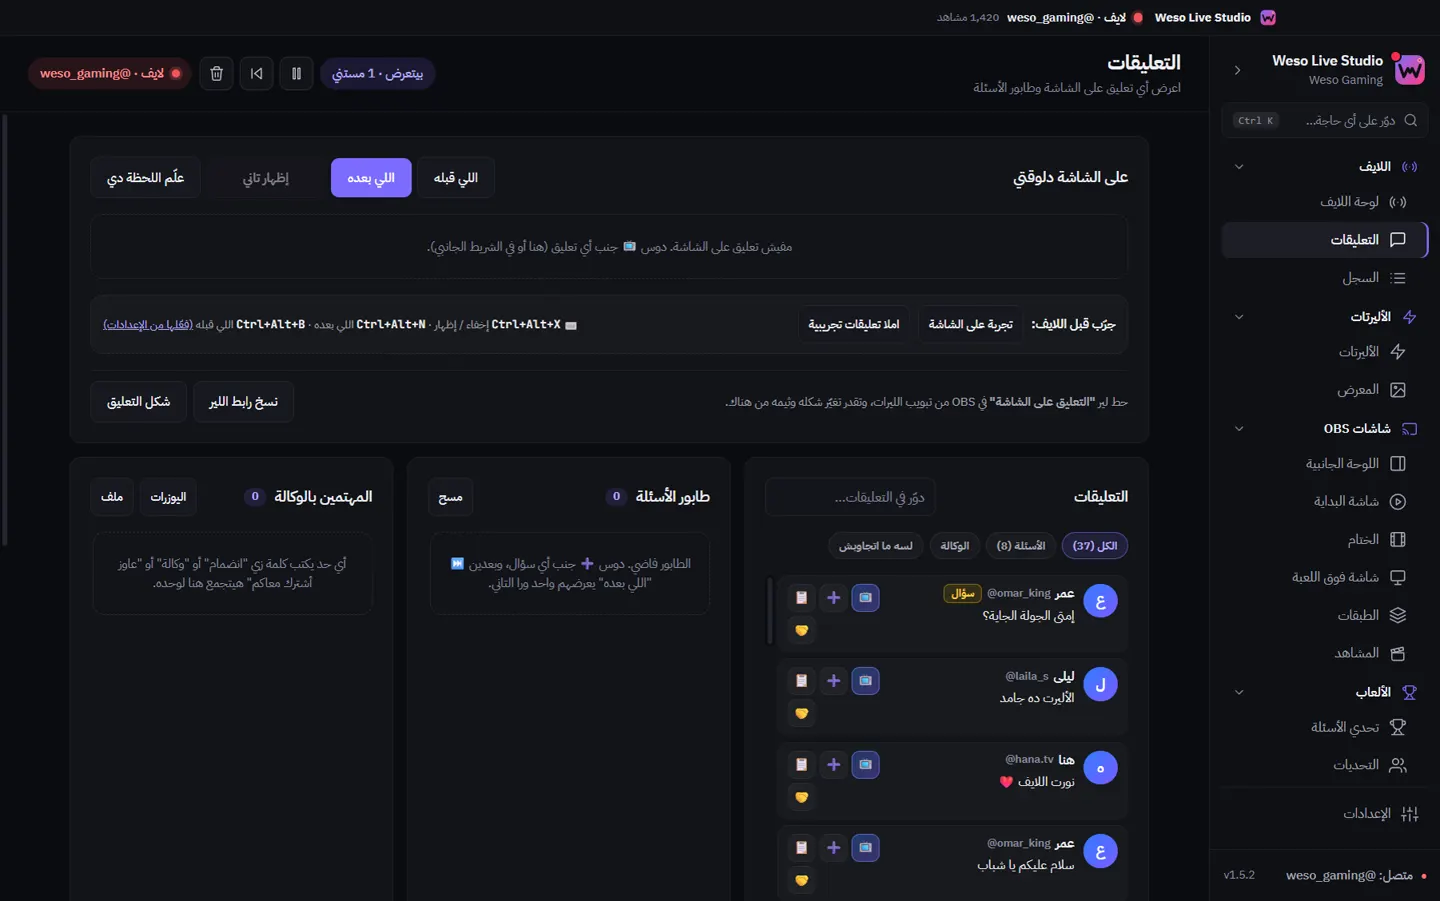 Weso Live Studio
لايف · @weso_gaming
1,420 مشاهد
Weso Live Studio
Weso Gaming
دوّر على أي حاجة...
Ctrl K
اللايف
لوحة اللايف
التعليقات
السجل
الأليرتات
الأليرتات
المعرض
شاشات OBS
اللوحة الجانبية
شاشة البداية
الختام
شاشة فوق اللعبة
الطبقات
المشاهد
الألعاب
تحدي الأسئلة
التحديات
الإعدادات
متصل: @weso_gaming
v1.5.2
التعليقات
اعرض أي تعليق على الشاشة وطابور الأسئلة
بيتعرض · 1 مستني
لايف · @weso_gaming
على الشاشة دلوقتي
اللي قبله
اللي بعده
إظهار تاني
علّم اللحظة دي
مفيش تعليق على الشاشة. دوس 📺 جنب أي تعليق (هنا أو في الشريط الجانبي).
جرّب قبل اللايف:
تجربة على الشاشة
املا تعليقات تجريبية
⌨ Ctrl+Alt+X إخفاء / إظهار · Ctrl+Alt+N اللي بعده · Ctrl+Alt+B اللي قبله (فعّلها من الإعدادات)
حط لير "التعليق على الشاشة" في OBS من تبويب الليرات، وتقدر تغيّر شكله وثيمه من هناك.
نسخ رابط اللير
شكل التعليق
التعليقات
دوّر في التعليقات...
الكل (37)
الأسئلة (8)
الوكالة
لسه ما اتجاوبش
ع
عمر @omar_king سؤال
إمتى الجولة الجاية؟
ل
ليلى @laila_s
الأليرت ده جامد
ه
هنا @hana.tv
نورت اللايف ❤️
ع
عمر @omar_king
سلام عليكم يا شباب
طابور الأسئلة 0
مسح
الطابور فاضي. دوس ➕ جنب أي سؤال، وبعدين ⏭
"اللي بعده" يعرضهم واحد ورا التاني.
المهتمين بالوكالة 0
اليوزرات
ملف
أي حد يكتب كلمة زي "انضمام" أو "وكالة" أو "عاوز
أشترك معاكم" هيتجمع هنا لوحده.